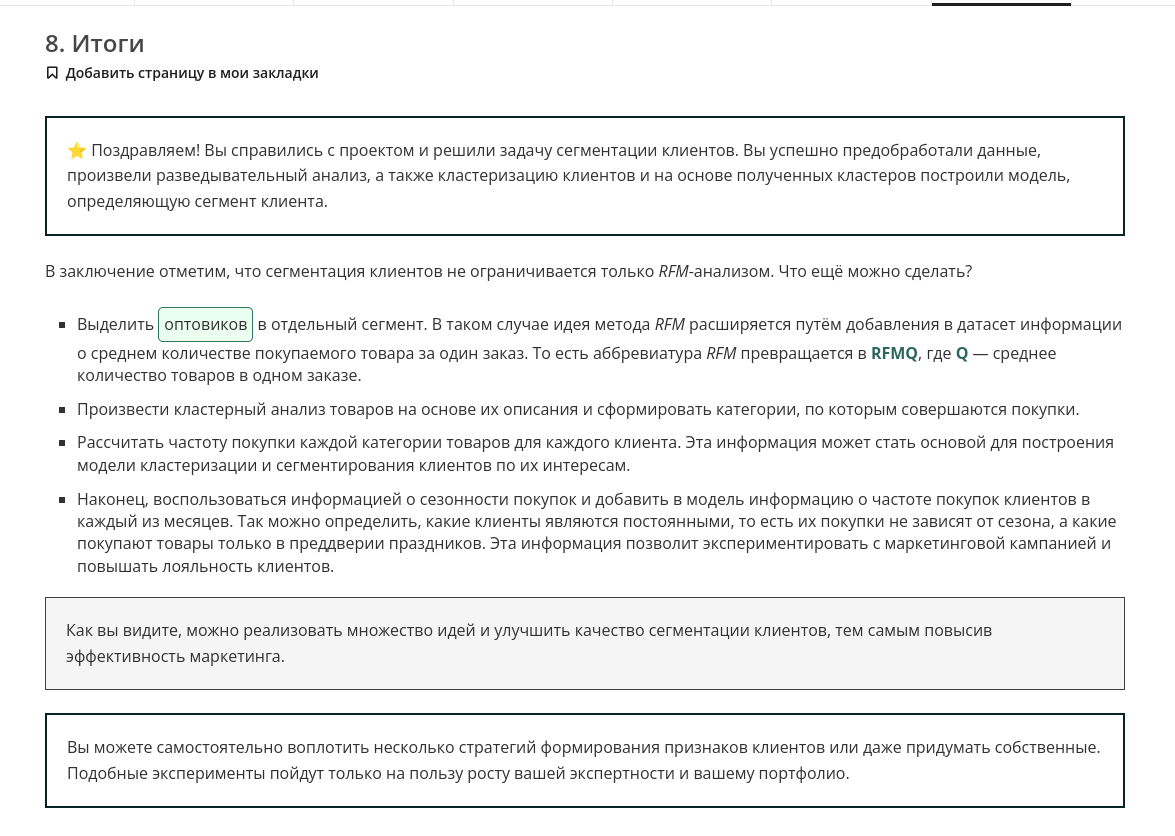 8. Итоги
Добавить страницу в мои закладки
⭐ Поздравляем! Вы справились с проектом и решили задачу сегментации клиентов. Вы успешно предобработали данные,
произвели разведывательный анализ, а также кластеризацию клиентов и на основе полученных кластеров построили модель,
определяющую сегмент клиента.
В заключение отметим, что сегментация клиентов не ограничивается только RFM-анализом. Что ещё можно сделать?
Выделить оптовиков в отдельный сегмент. В таком случае идея метода RFM расширяется путём добавления в датасет информации
о среднем количестве покупаемого товара за один заказ. То есть аббревиатура RFM превращается в RFMQ, где Q — среднее
количество товаров в одном заказе.
Произвести кластерный анализ товаров на основе их описания и сформировать категории, по которым совершаются покупки.
Рассчитать частоту покупки каждой категории товаров для каждого клиента. Эта информация может стать основой для построения
модели кластеризации и сегментирования клиентов по их интересам.
Наконец, воспользоваться информацией о сезонности покупок и добавить в модель информацию о частоте покупок клиентов в
каждый из месяцев. Так можно определить, какие клиенты являются постоянными, то есть их покупки не зависят от сезона, а какие
покупают товары только в преддверии праздников. Эта информация позволит экспериментировать с маркетинговой кампанией и
повышать лояльность клиентов.
Как вы видите, можно реализовать множество идей и улучшить качество сегментации клиентов, тем самым повысив
эффективность маркетинга.
Вы можете самостоятельно воплотить несколько стратегий формирования признаков клиентов или даже придумать собственные.
Подобные эксперименты пойдут только на пользу росту вашей экспертности и вашему портфолио.